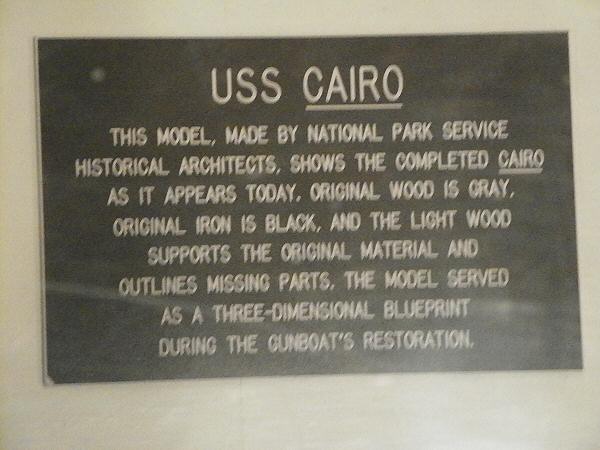 USS CAIRO
THIS MODEL, MADE BY NATIONAL PARK SERVICE
HISTORICAL ARCHITECTS, SHOWS THE COMPLETED CAIRO
AS IT APPEARS TODAY. ORIGINAL WOOD IS GRAY,
ORIGINAL IRON IS BLACK, AND THE LIGHT WOOD
SUPPORTS THE ORIGINAL MATERIAL AND
OUTLINES MISSING PARTS. THE MODEL SERVED
AS A THREE-DIMENSIONAL BLUEPRINT
DURING THE GUNBOAT'S RESTORATION.